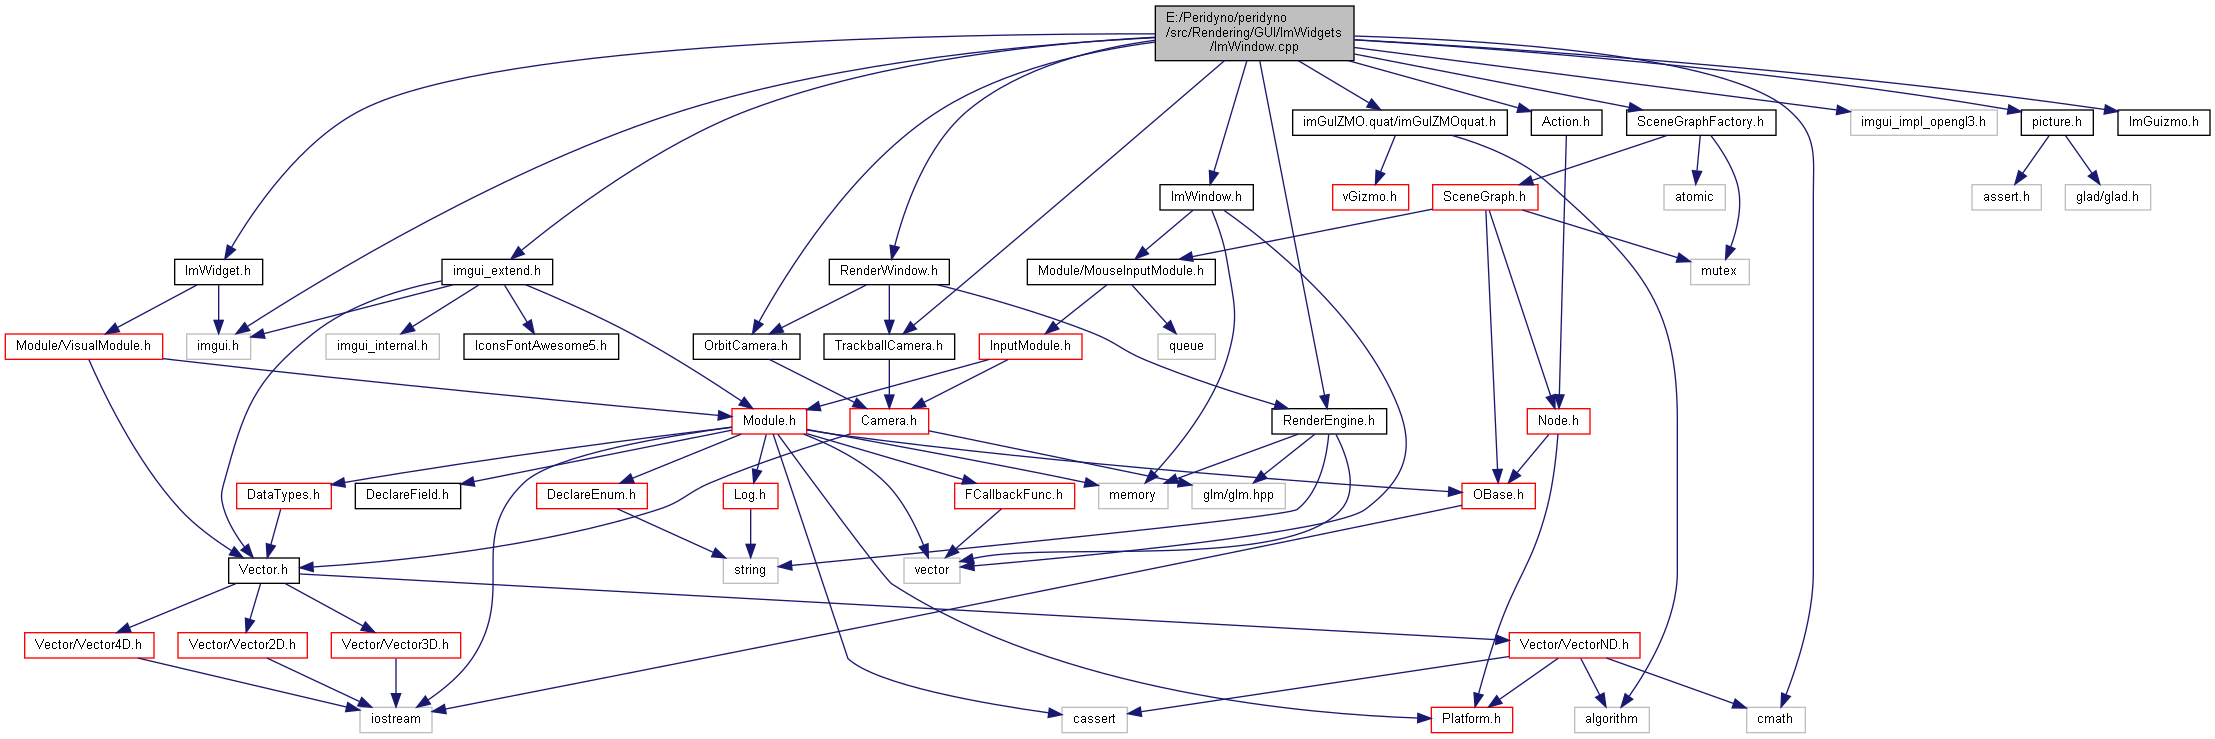 E:/Peridyno/peridyno
/src/Rendering/GUI/ImWidgets
/ImWindow.cpp
imGuIZMO.quat/imGuIZMOquat.h
Action.h
SceneGraphFactory.h
imgui_impl_opengl3.h
picture.h
ImGuizmo.h
ImWindow.h
vGizmo.h
SceneGraph.h
atomic
assert.h
glad/glad.h
ImWidget.h
imgui_extend.h
RenderWindow.h
Module/MouseInputModule.h
mutex
Module/VisualModule.h
imgui.h
imgui_internal.h
IconsFontAwesome5.h
OrbitCamera.h
TrackballCamera.h
InputModule.h
queue
Module.h
Camera.h
RenderEngine.h
Node.h
DataTypes.h
DeclareField.h
DeclareEnum.h
Log.h
FCallbackFunc.h
memory
glm/glm.hpp
OBase.h
Vector.h
string
vector
Vector/Vector4D.h
Vector/Vector2D.h
Vector/Vector3D.h
Vector/VectorND.h
iostream
cassert
Platform.h
algorithm
cmath